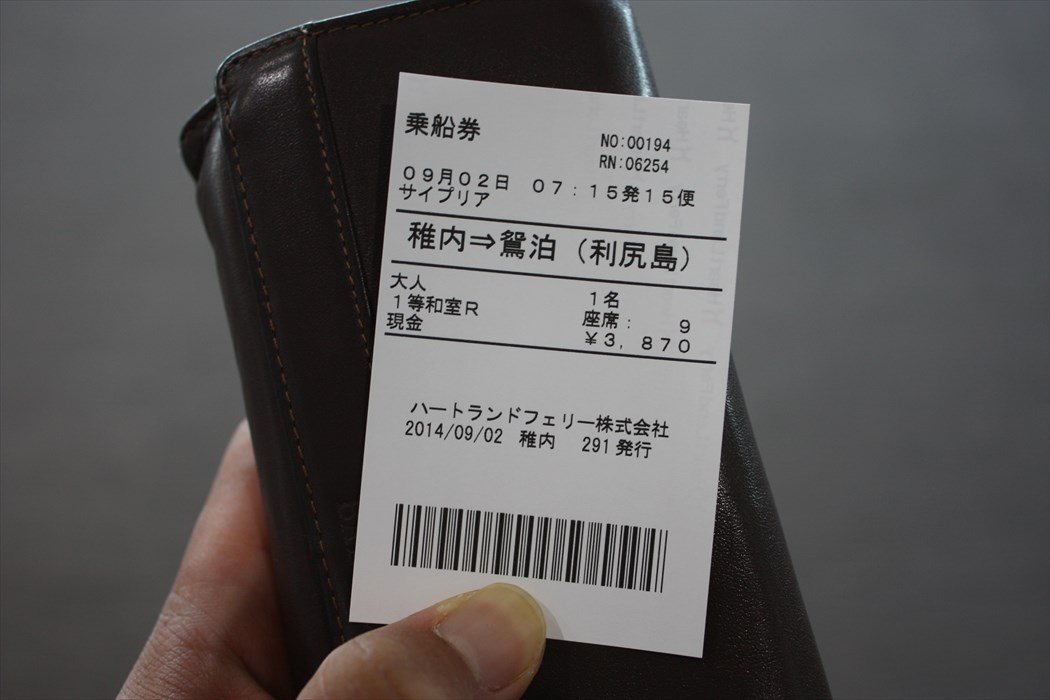 乗船券
NO:00194
RN:06254
09月02日 07:15発15便
サイプリア
稚内⇒鴛泊（利尻島）
大人 1名
1等和室R 座席: 9
現金 ¥3,870
ハートランドフェリー株式会社
2014/09/02 稚内 291発行